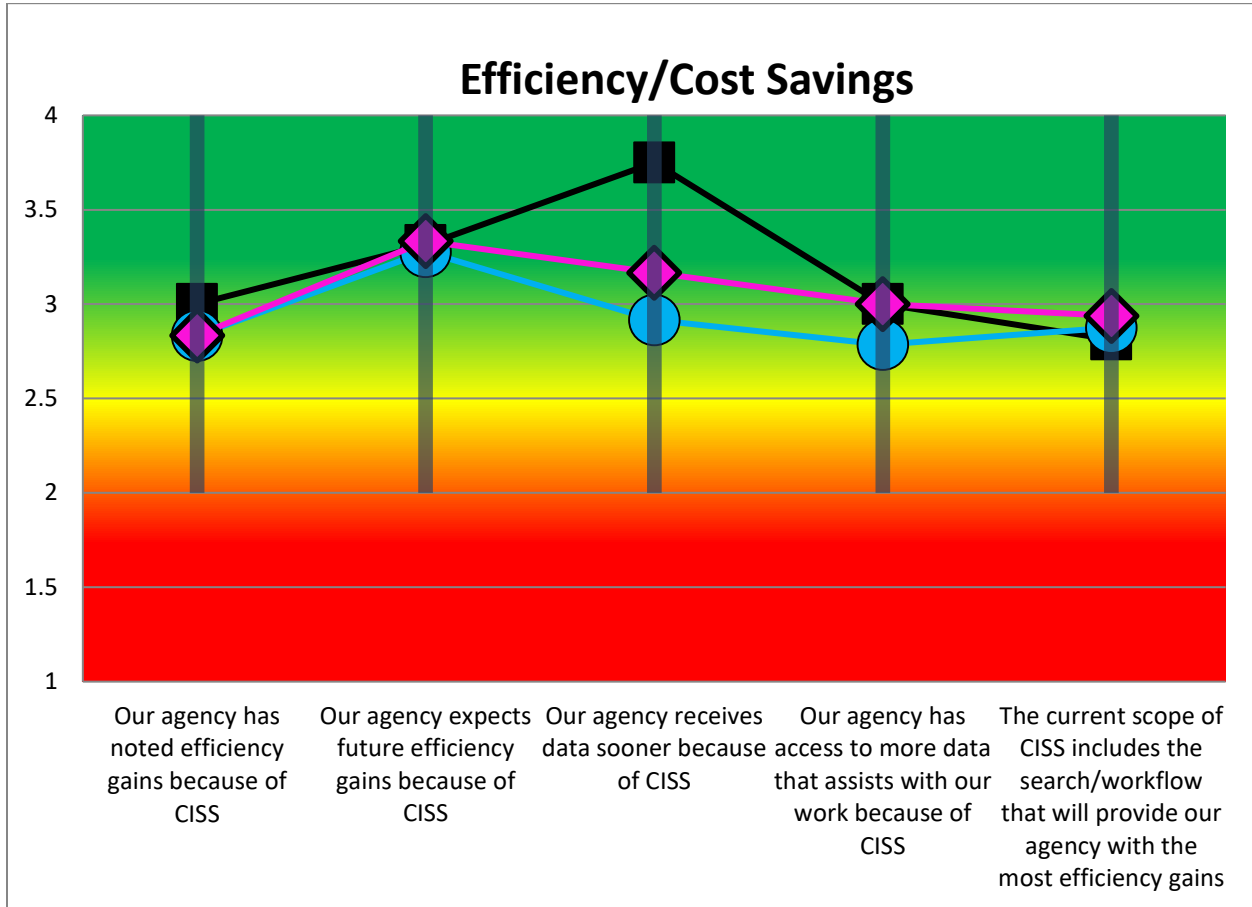 Efficiency/Cost Savings
4
3.5
3
2.5
2
1.5
1
Our agency has
noted efficiency
gains because of
CISS
Our agency expects
future efficiency
gains because of
CISS
Our agency receives
data sooner because
of CISS
Our agency has
access to more data
that assists with our
work because of
CISS
The current scope of
CISS includes the
search/workflow
that will provide our
agency with the
most efficiency gains